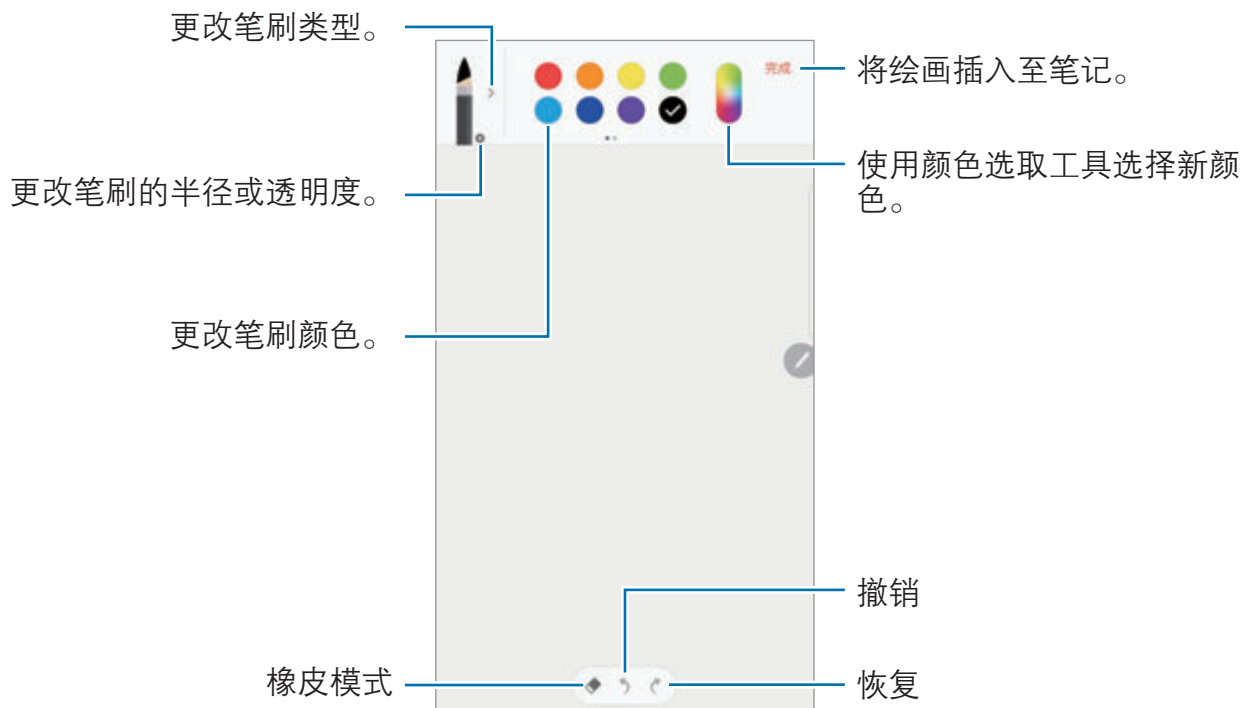 更改笔刷类型。
完成
将绘画插入至笔记。
使用颜色选取工具选择新颜
色。
更改笔刷的半径或透明度。
更改笔刷颜色。
撤销
橡皮模式
恢复